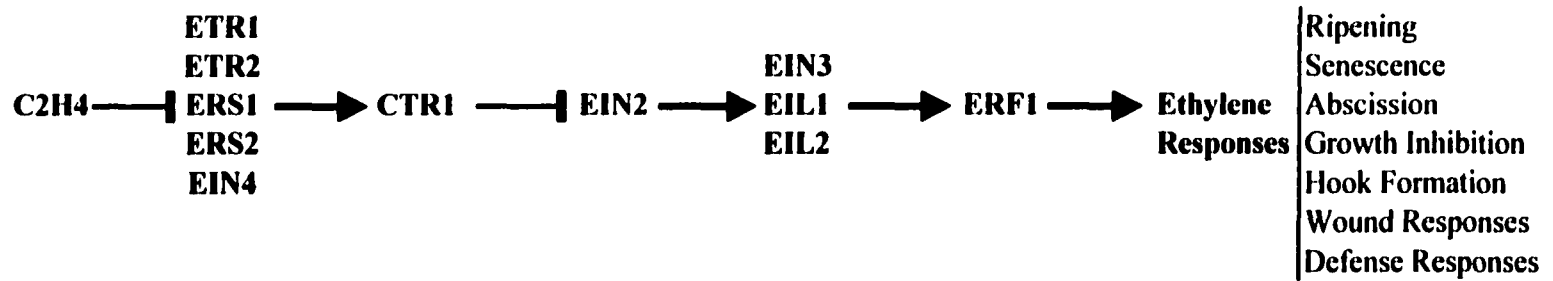 ETR1
ETR2
ERS1
ERS2
EIN4
C2H4
CTR1
EIN2
EIN3
EIL1
EIL2
ERF1
Ethylene
Responses
Ripening
Senescence
Abscission
Growth Inhibition
Hook Formation
Wound Responses
Defense Responses